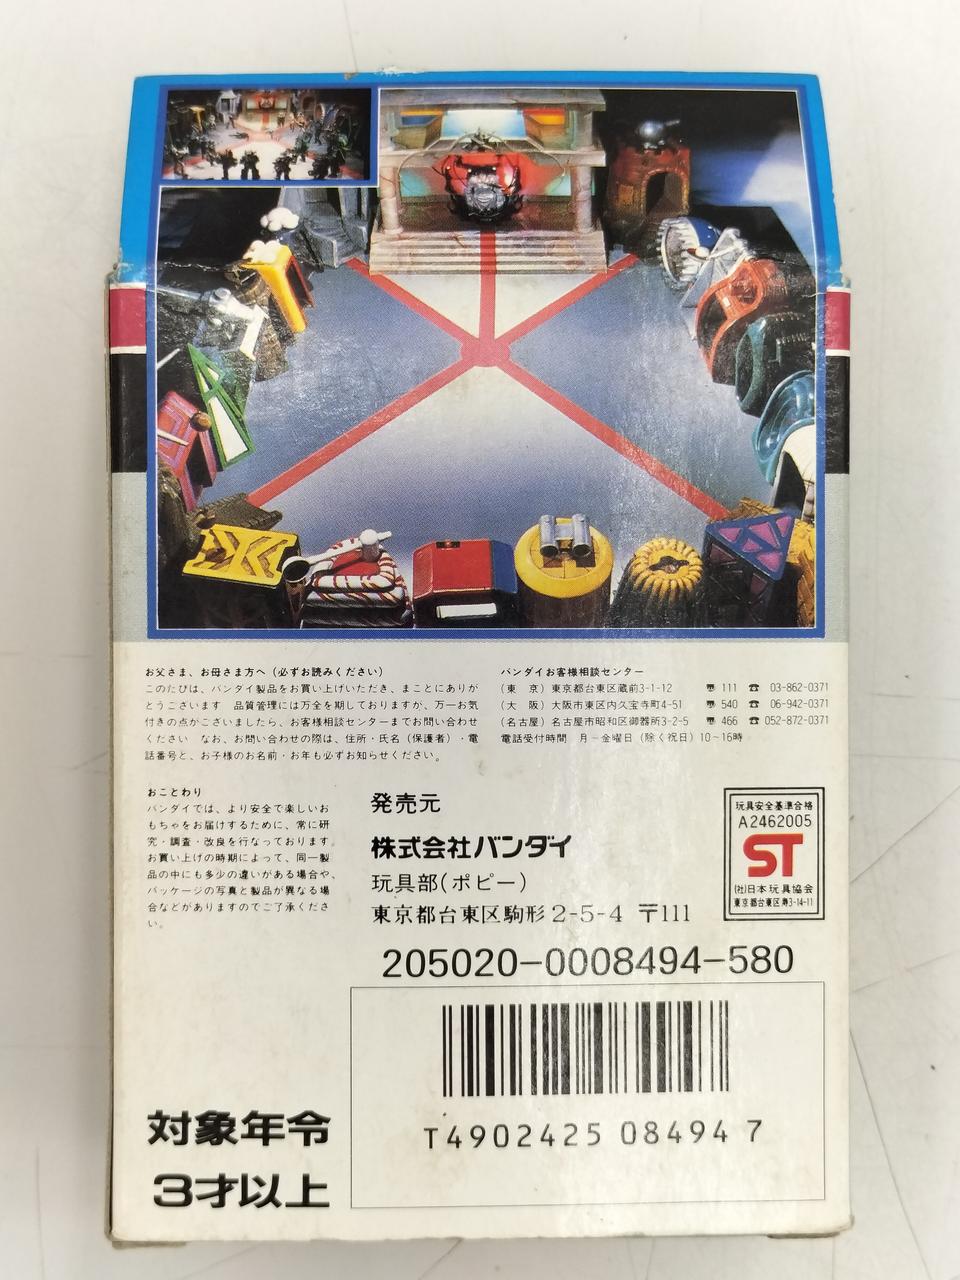 お父さま、お母さま方へ（必ずお読みください）
このたびは、バンダイ製品をお買い上げいただき、まことにありが
とうございます　品質管理には万全を期しておりますが、万一お気
付きの点がございましたら、お客様相談センターまでお問い合わせ
ください　なお、お問い合わせの際は、住所・氏名（保護者）・電
話番号と、お子様のお名前・お年も必ずお知らせください。
バンダイお客様相談センター
（東　京）東京都台東区蔵前3-1-12　〠 111　☎ 03-862-0371
（大　阪）大阪市東区内久宝寺町4-51　〠 540　☎ 06-942-0371
（名古屋）名古屋市昭和区御器所3-2-5　〠 466　☎ 052-872-0371
電話受付時間　月－金曜日（除く祝日）10～16時
おことわり
バンダイでは、より安全で楽しいお
もちゃをお届けするために、常に研
究・調査・改良を行なっております。
お買い上げの時期によって、同一製
品の中にも多少の違いがある場合や、
パッケージの写真と製品が異なる場
合などがありますのでご了承くださ
い。
発売元
株式会社バンダイ
玩具部（ポピー）
東京都台東区駒形2-5-4　〒111
玩具安全基準合格
A2462005
ST
(社)日本玩具協会
東京都台東区寿3-14-11
205020-0008494-580
T4902425 08494 7
対象年令
3才以上